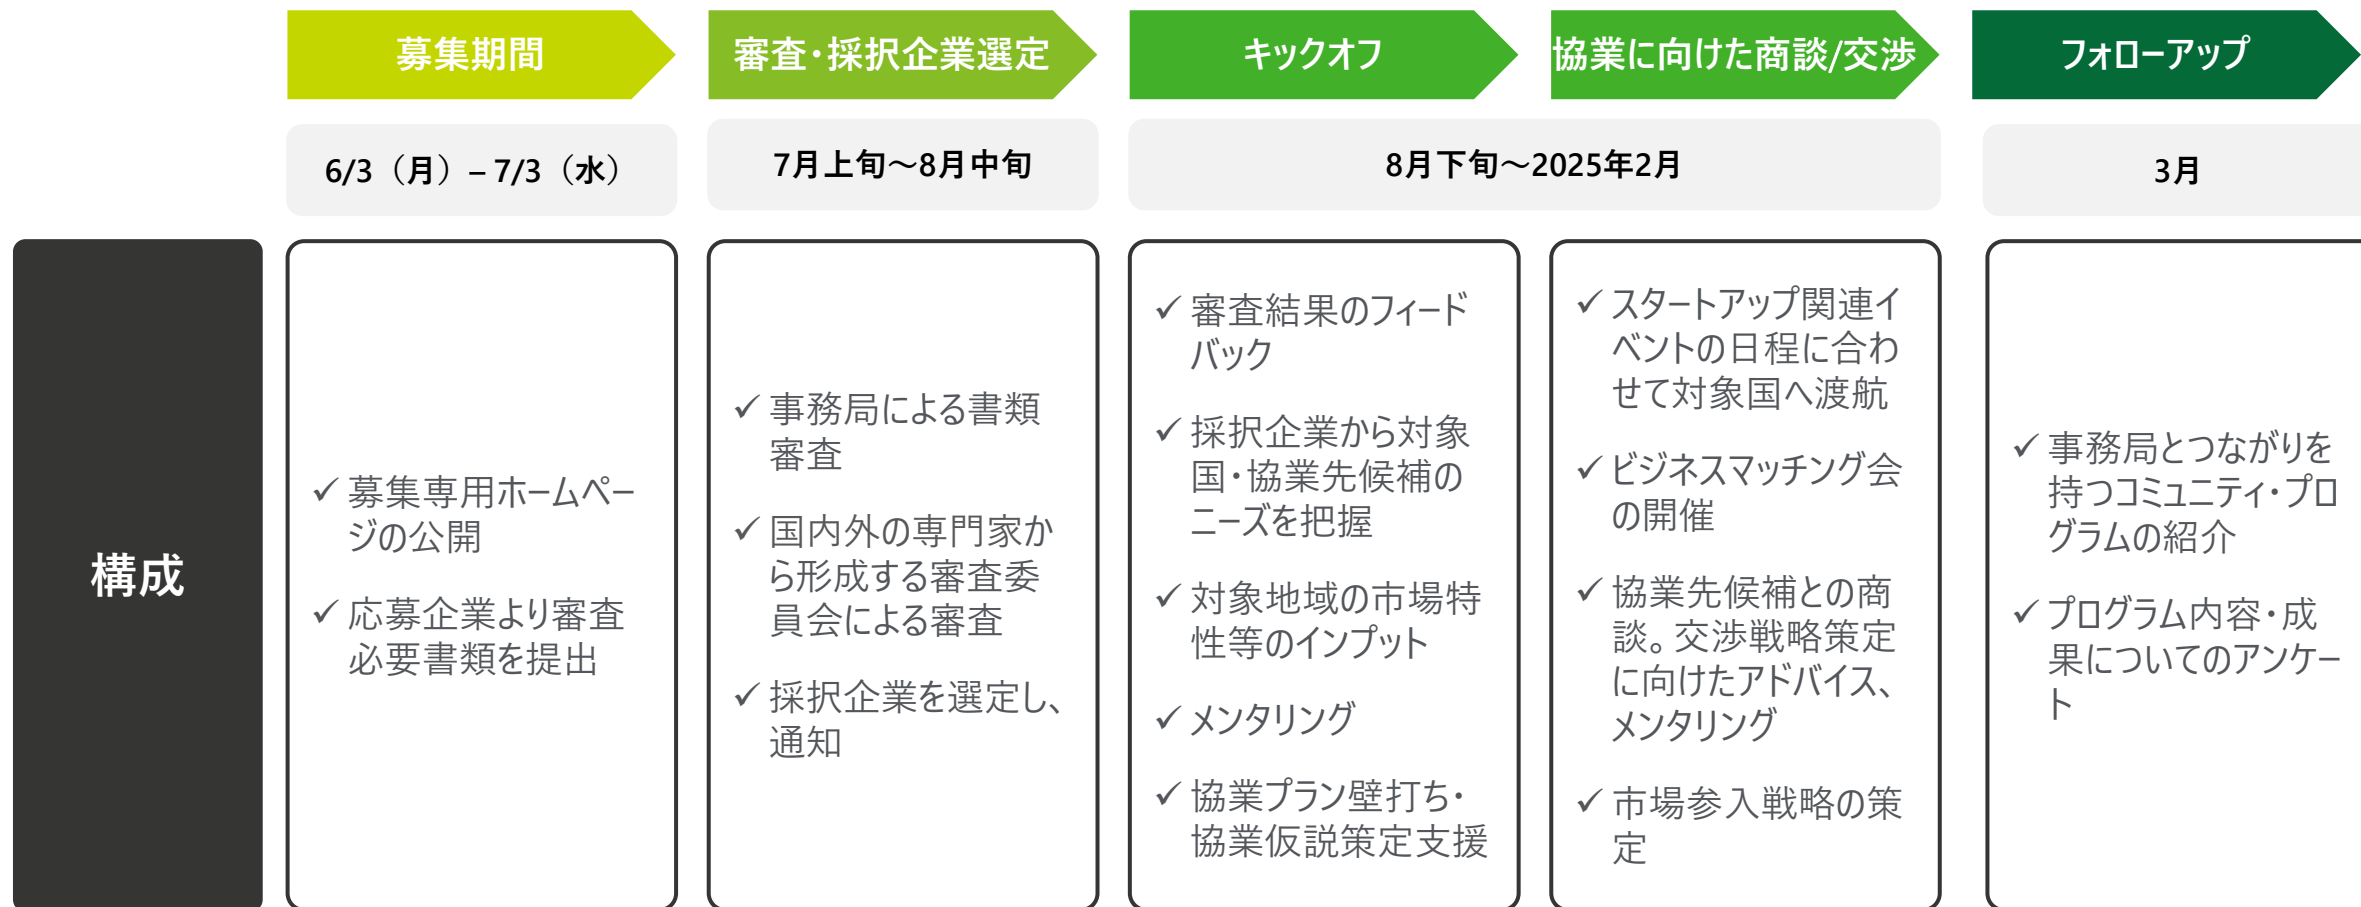 募集期間
審査・採択企業選定
キックオフ
協業に向けた商談/交渉
フォローアップ
6/3（月）– 7/3（水）
7月上旬～8月中旬
8月下旬～2025年2月
3月
構成
✓ 募集専用ホームペー
ジの公開
✓ 応募企業より審査
必要書類を提出
✓ 事務局による書類
審査
✓ 国内外の専門家か
ら形成する審査委
員会による審査
✓ 採択企業を選定し、
通知
✓ 審査結果のフィード
バック
✓ 採択企業から対象
国・協業先候補の
ニーズを把握
✓ 対象地域の市場特
性等のインプット
✓ メンタリング
✓ 協業プラン壁打ち・
協業仮説策定支援
✓ スタートアップ関連イ
ベントの日程に合わ
せて対象国へ渡航
✓ ビジネスマッチング会
の開催
✓ 協業先候補との商
談。交渉戦略策定
に向けたアドバイス、
メンタリング
✓ 市場参入戦略の策
定
✓ 事務局とつながりを
持つコミュニティ・プロ
グラムの紹介
✓ プログラム内容・成
果についてのアンケー
ト